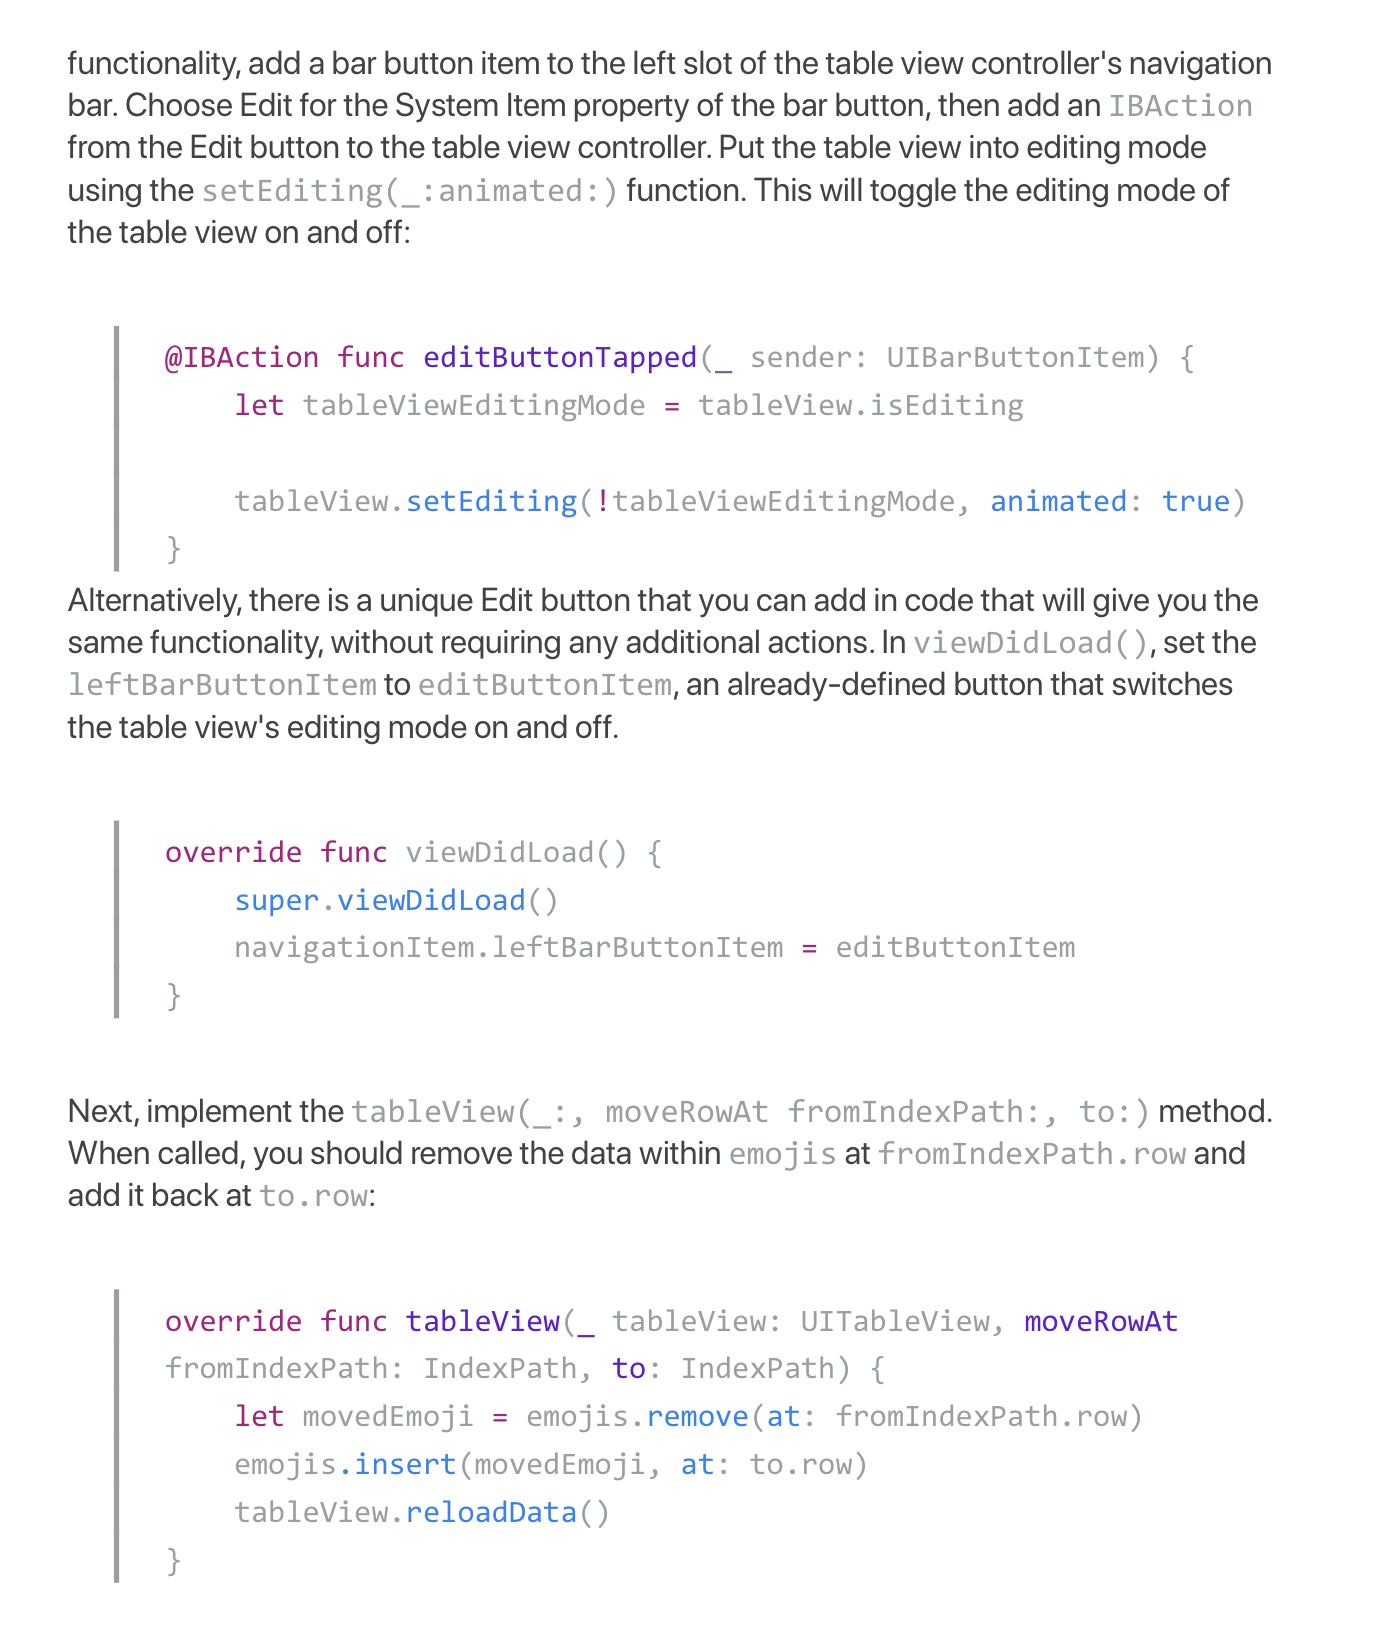 functionality, add a bar button item to the left slot of the table view controller's navigation
bar. Choose Edit for the System Item property of the bar button, then add an IBAction
from the Edit button to the table view controller. Put the table view into editing mode
using the setEditing(_:animated:) function. This will toggle the editing mode of
the table view on and off:
@IBAction func editButtonTapped(_ sender: UIBarButtonItem) {
    let tableViewEditingMode = tableView.isEditing
    tableView.setEditing(!tableViewEditingMode, animated: true)
}
Alternatively, there is a unique Edit button that you can add in code that will give you the
same functionality, without requiring any additional actions. In viewDidLoad(), set the
leftBarButtonItem to editButtonItem, an already-defined button that switches
the table view's editing mode on and off.
override func viewDidLoad() {
    super.viewDidLoad()
    navigationItem.leftBarButtonItem = editButtonItem
}
Next, implement the tableView(_:, moveRowAt fromIndexPath:, to:) method.
When called, you should remove the data within emojis at fromIndexPath.row and
add it back at to.row:
override func tableView(_ tableView: UITableView, moveRowAt
fromIndexPath: IndexPath, to: IndexPath) {
    let movedEmoji = emojis.remove(at: fromIndexPath.row)
    emojis.insert(movedEmoji, at: to.row)
    tableView.reloadData()
}